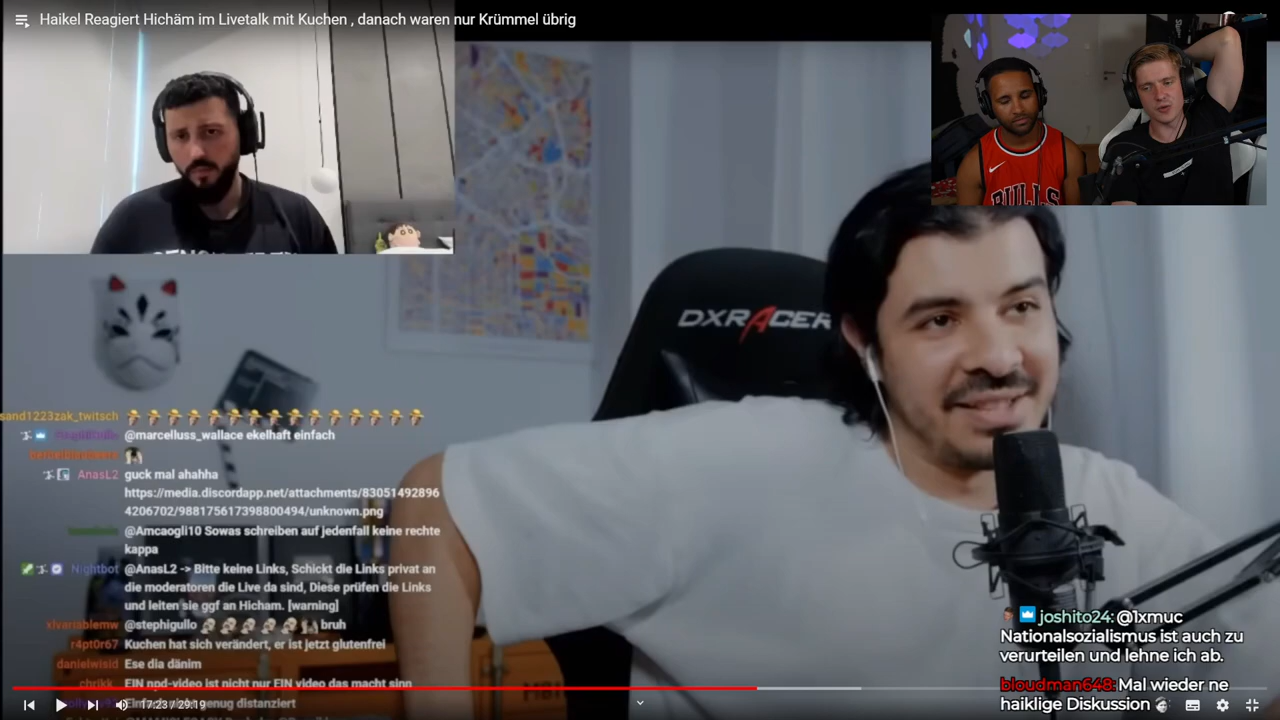 Haikel Reagiert Hichäm im Livetalk mit Kuchen , danach waren nur Krümmel übrig
BULLS
DXRACER
sand1223zak_twitsch
@marcelluss_wallace ekelhaft einfach
AnasL2 guck mal ahahha
https://media.discordapp.net/attachments/83051492896
4206702/988175617398800494/unknown.png
@Amcaogli10 Sowas schreiben auf jedenfall keine rechte
kappa
Nightbot @AnasL2 -> Bitte keine Links, Schickt die Links privat an
die moderatoren die Live da sind, Diese prüfen die Links
und leiten sie ggf an Hicham. [warning]
xlvariablemw @stephigullo bruh
r4pt0r67 Kuchen hat sich verändert, er ist jetzt glutenfrei
danielwisid Ese dia dänim
chrikk_ EIN npd-video ist nicht nur EIN video das macht sinn
genug distanziert
17:23 / 29:19
joshito24: @1xmuc
Nationalsozialismus ist auch zu
verurteilen und lehne ich ab.
bloudman648: Mal wieder ne
haiklige Diskussion